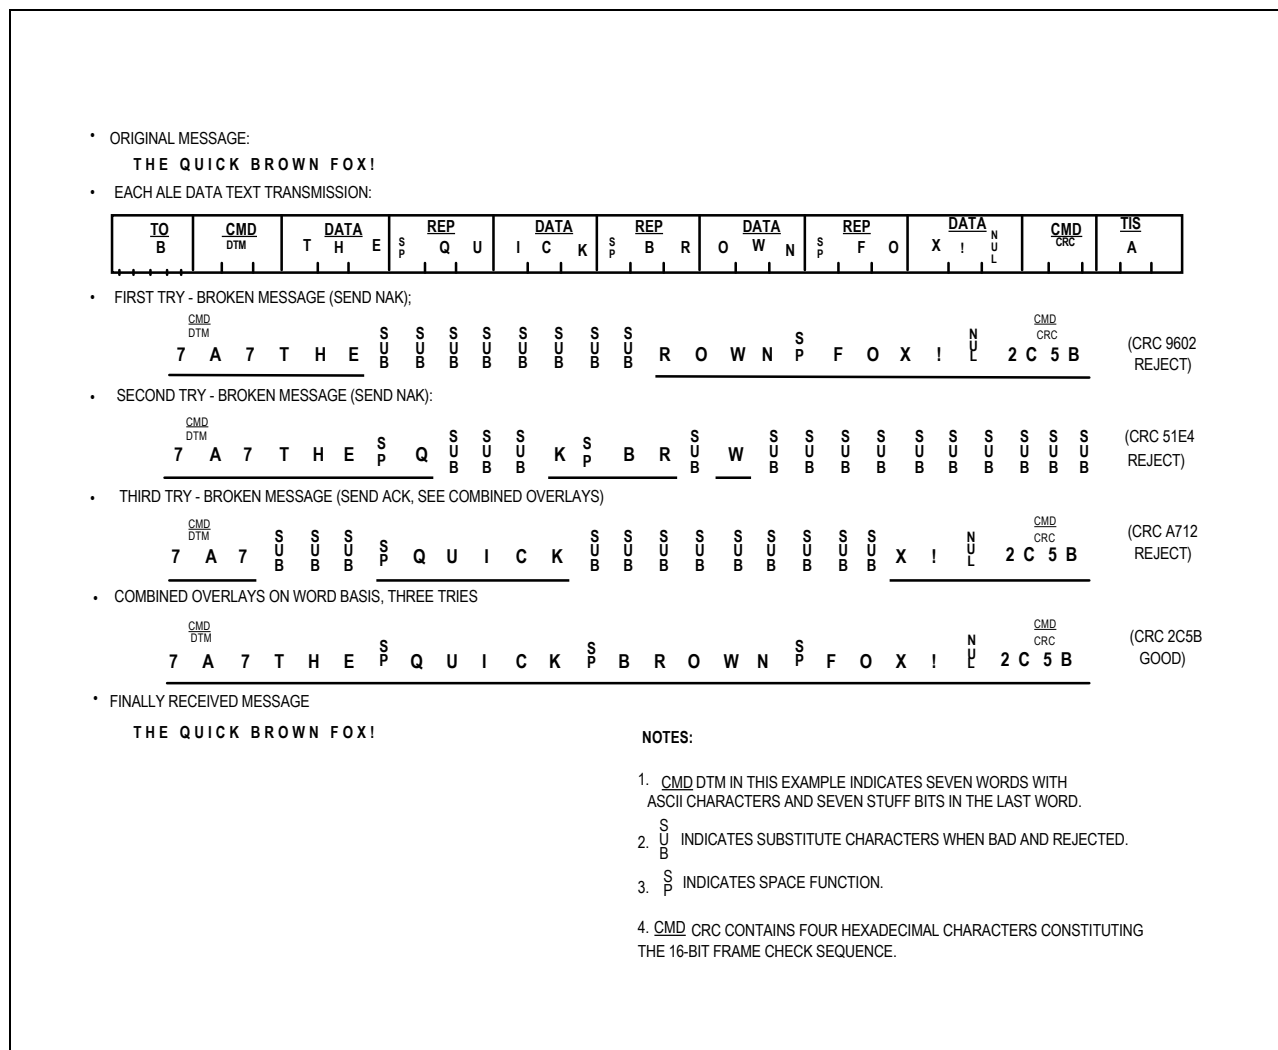 • ORIGINAL MESSAGE:
THE QUICK BROWN FOX!
• EACH ALE DATA TEXT TRANSMISSION:
TO CMD DATA REP DATA REP DATA REP DATA CMD TIS
B DTM T H E SP Q U I C K SP B R O W N SP F O X ! NUL CRC A
• FIRST TRY - BROKEN MESSAGE (SEND NAK);
CMD CMD
DTM CRC
7 A 7 T H E SUB SUB SUB SUB SUB SUB SUB SUB R O W N SP F O X ! NUL 2 C 5 B (CRC 9602
REJECT)
• SECOND TRY - BROKEN MESSAGE (SEND NAK):
CMD
DTM
7 A 7 T H E SP Q SUB SUB SUB K SP B R SUB W SUB SUB SUB SUB SUB SUB SUB SUB SUB (CRC 51E4
REJECT)
• THIRD TRY - BROKEN MESSAGE (SEND ACK, SEE COMBINED OVERLAYS)
CMD CMD
DTM CRC
7 A 7 SUB SUB SUB SP Q U I C K SUB SUB SUB SUB SUB SUB SUB SUB SUB X ! NUL 2 C 5 B (CRC A712
REJECT)
• COMBINED OVERLAYS ON WORD BASIS, THREE TRIES
CMD CMD
DTM CRC
7 A 7 T H E SP Q U I C K SP B R O W N SP F O X ! NUL 2 C 5 B (CRC 2C5B
GOOD)
• FINALLY RECEIVED MESSAGE
THE QUICK BROWN FOX!
NOTES:
1. CMD DTM IN THIS EXAMPLE INDICATES SEVEN WORDS WITH
ASCII CHARACTERS AND SEVEN STUFF BITS IN THE LAST WORD.
2. SUB INDICATES SUBSTITUTE CHARACTERS WHEN BAD AND REJECTED.
3. SP INDICATES SPACE FUNCTION.
4. CMD CRC CONTAINS FOUR HEXADECIMAL CHARACTERS CONSTITUTING
THE 16-BIT FRAME CHECK SEQUENCE.